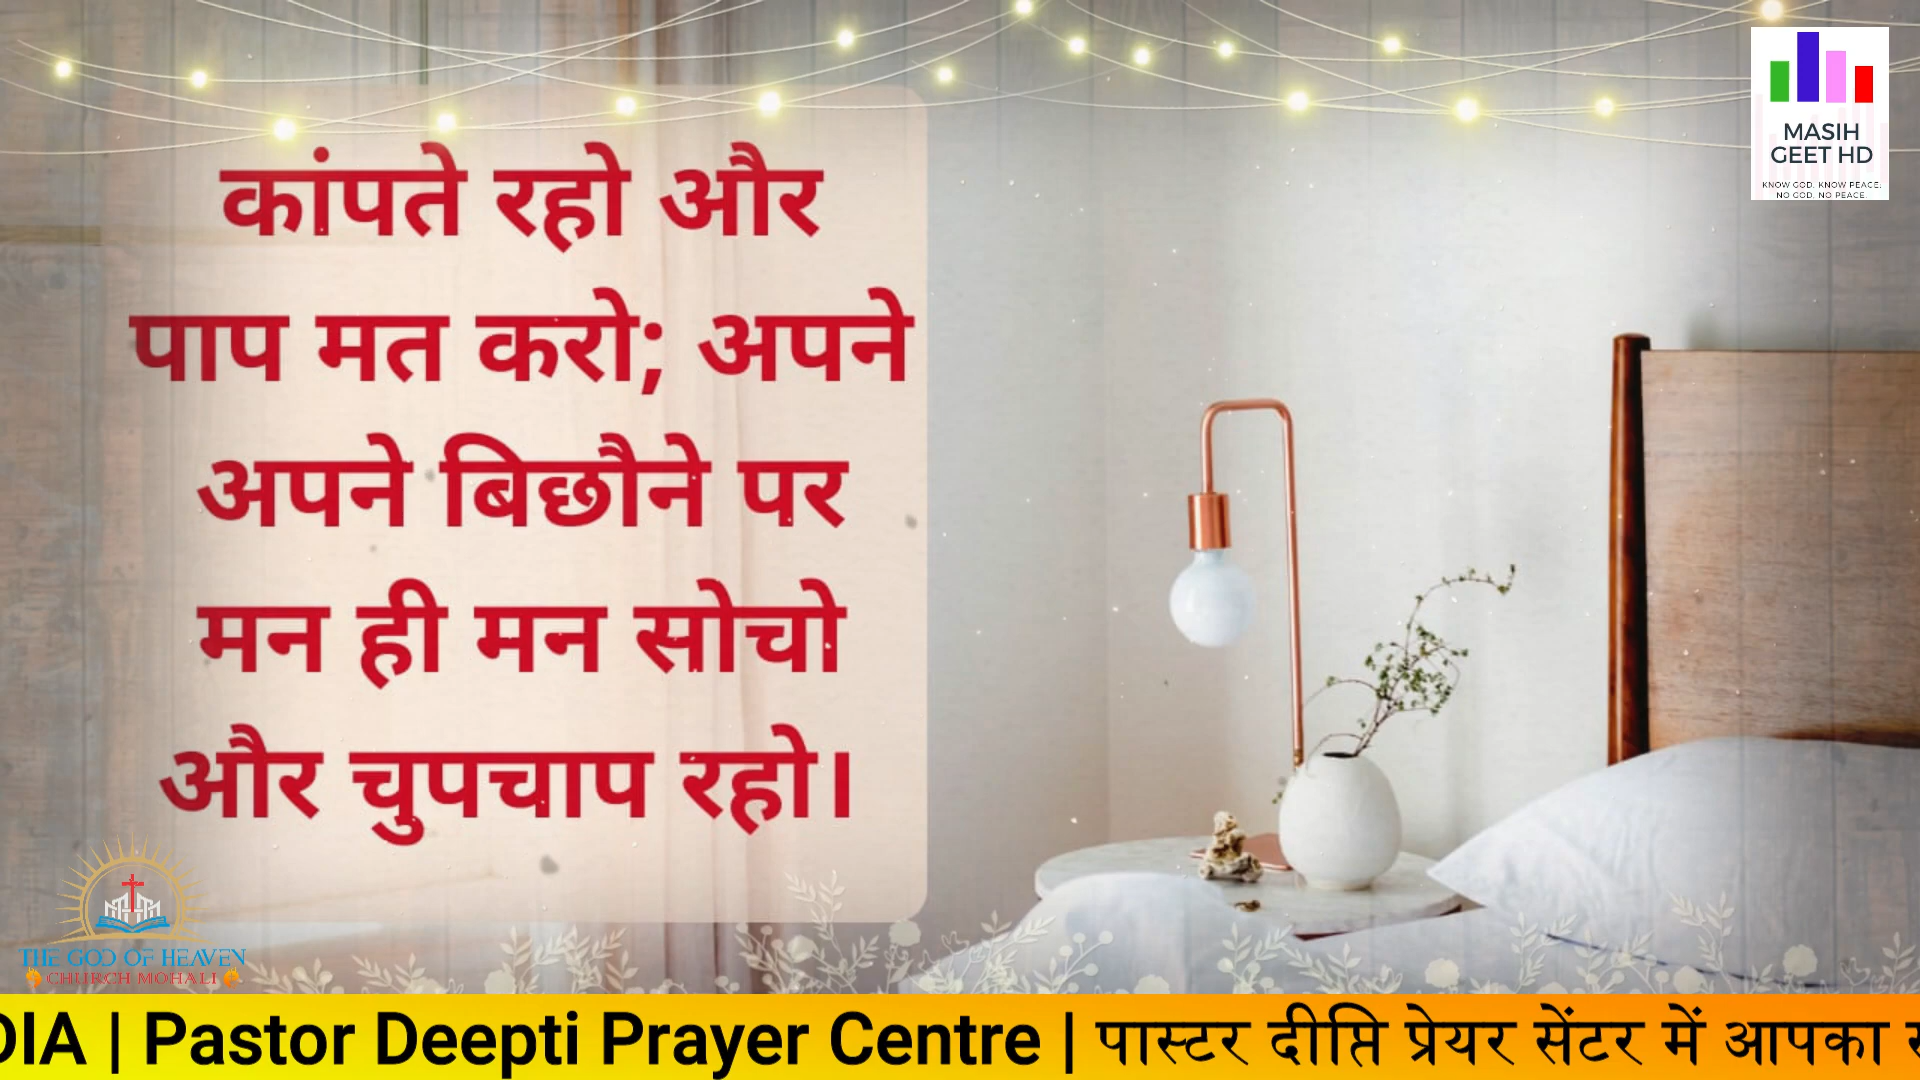 कांपते रहो और
पाप मत करो; अपने
अपने बिछौने पर
मन ही मन सोचो
और चुपचाप रहो।
MASIH
GEET HD
KNOW GOD, KNOW PEACE;
NO GOD, NO PEACE.
THE GOD OF HEAVEN
CHURCH MOHALI
DIA | Pastor Deepti Prayer Centre | पास्टर दीप्ति प्रेयर सेंटर में आपका